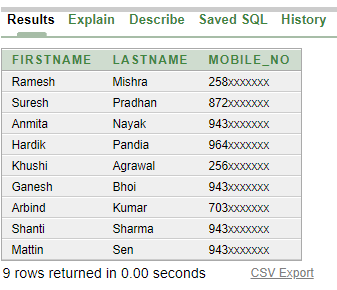 Results Explain Describe Saved SQL History
FIRSTNAME LASTNAME MOBILE_NO
Ramesh Mishra 258xxxxxxx
Suresh Pradhan 872xxxxxxx
Anmita Nayak 943xxxxxxx
Hardik Pandia 964xxxxxxx
Khushi Agrawal 256xxxxxxx
Ganesh Bhoi 943xxxxxxx
Arbind Kumar 703xxxxxxx
Shanti Sharma 943xxxxxxx
Mattin Sen 943xxxxxxx
9 rows returned in 0.00 seconds CSV Export